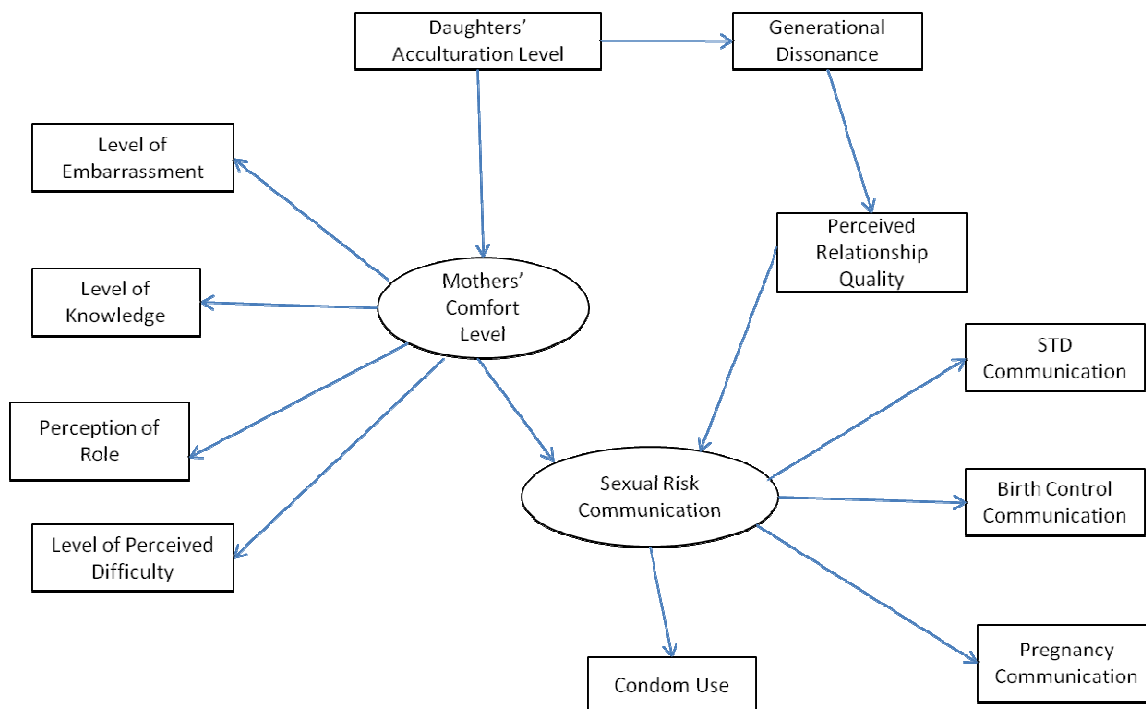 Daughters’
Acculturation Level
Generational
Dissonance
Level of
Embarrassment
Perceived
Relationship
Quality
Mothers’
Comfort
Level
Level of
Knowledge
STD
Communication
Perception of
Role
Sexual Risk
Communication
Birth Control
Communication
Level of Perceived
Difficulty
Pregnancy
Communication
Condom Use